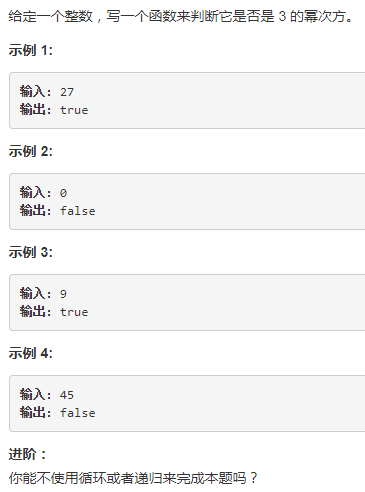 给定一个整数，写一个函数来判断它是否是 3 的幂次方。
示例 1:
输入: 27
输出: true
示例 2:
输入: 0
输出: false
示例 3:
输入: 9
输出: true
示例 4:
输入: 45
输出: false
进阶：
你能不使用循环或者递归来完成本题吗？